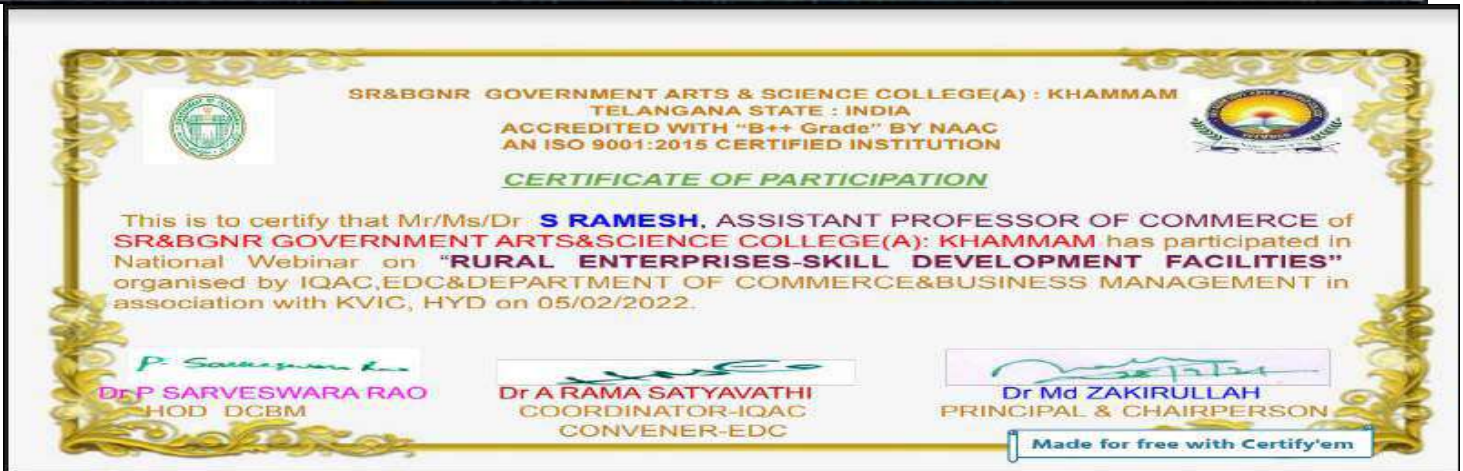 SR&BGNR GOVERNMENT ARTS & SCIENCE COLLEGE(A) : KHAMMAM
TELANGANA STATE : INDIA
ACCREDITED WITH "B++ Grade" BY NAAC
AN ISO 9001:2015 CERTIFIED INSTITUTION
CERTIFICATE OF PARTICIPATION
This is to certify that Mr/Ms/Dr S RAMESH, ASSISTANT PROFESSOR OF COMMERCE of
SR&BGNR GOVERNMENT ARTS&SCIENCE COLLEGE(A): KHAMMAM has participated in
National Webinar on "RURAL ENTERPRISES-SKILL DEVELOPMENT FACILITIES"
organised by IQAC,EDC&DEPARTMENT OF COMMERCE&BUSINESS MANAGEMENT in
association with KVIC, HYD on 05/02/2022.
P. Sarveswara Rao
Dr P SARVESWARA RAO Dr A RAMA SATYAVATHI Dr Md ZAKIRULLAH
HOD DCBM COORDINATOR-IQAC PRINCIPAL & CHAIRPERSON
CONVENER-EDC
Made for free with Certify'em